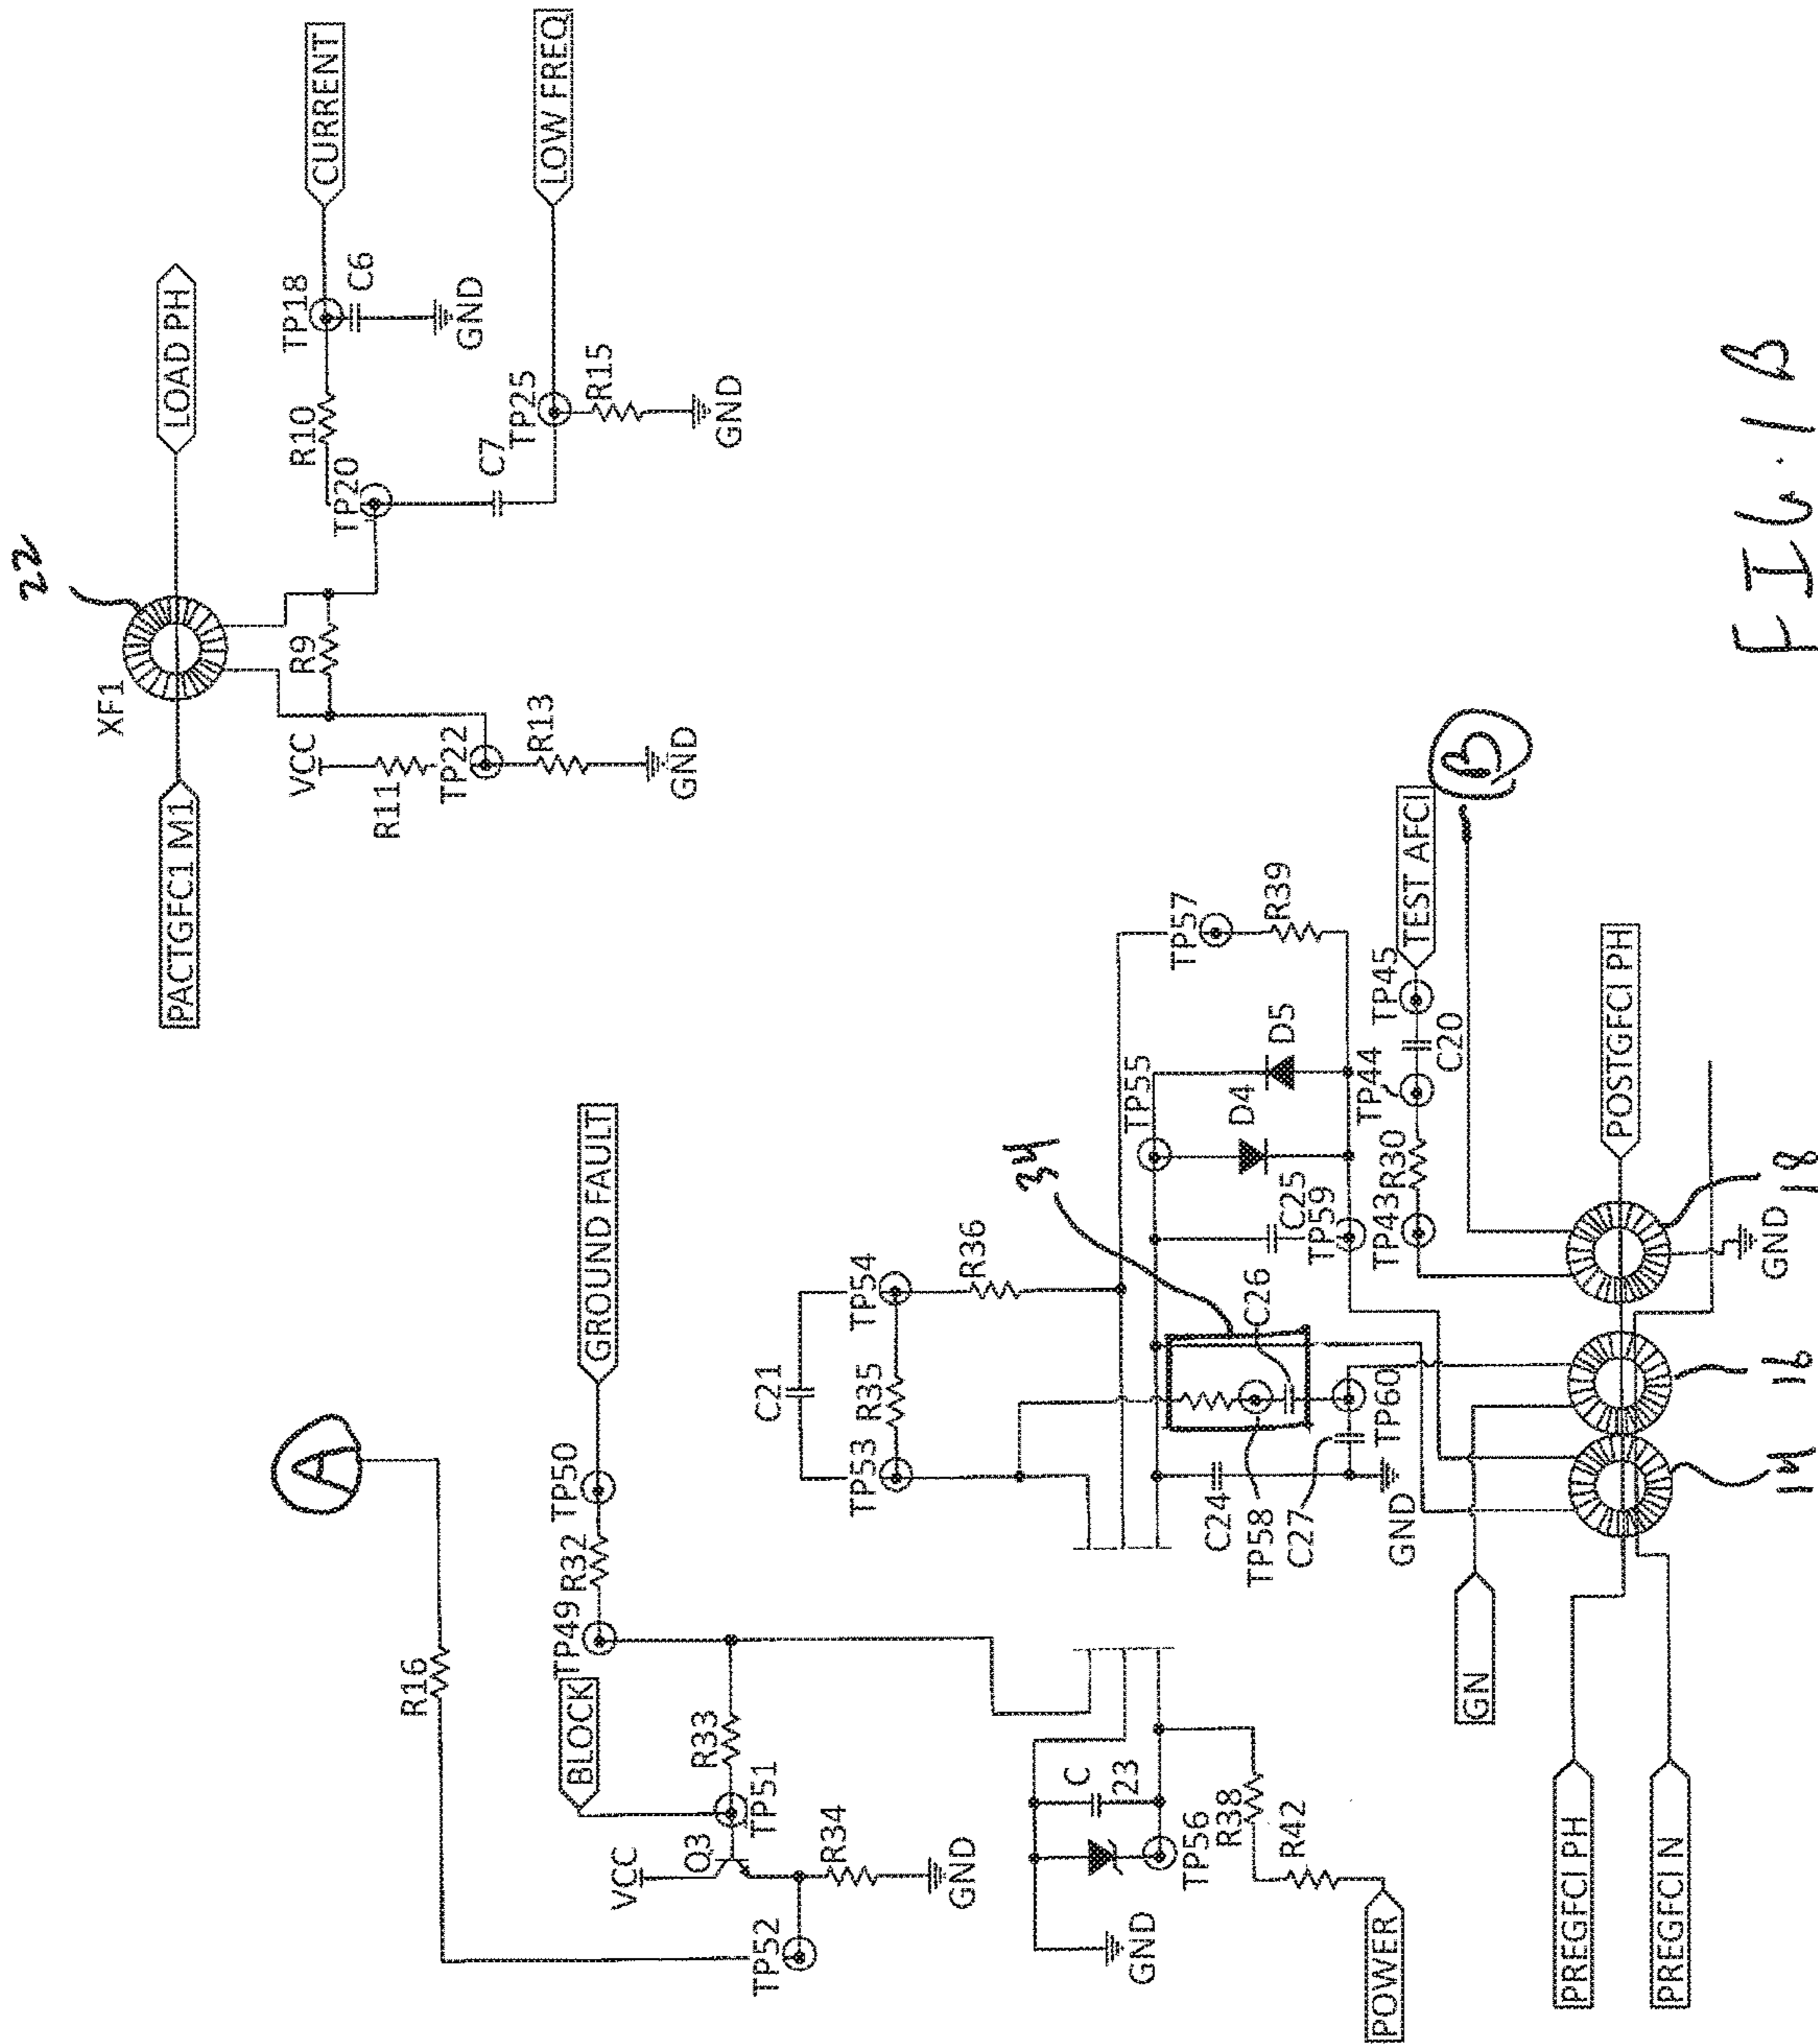 22
XF1
PACTGFC1 M1
LOAD PH
VCC
R11
TP22
R13
GND
R9
TP20
R10
TP18
C6
GND
CURRENT
C7
TP25
R15
GND
LOW FREQ
A
R16
BLOCK
TP49
R32
TP50
GROUND FAULT
VCC
Q3
R33
TP51
TP52
R34
GND
C21
TP53
R35
TP54
R36
GND
C
23
TP56
R38
R42
POWER
34
TP55
D4
D5
TP57
R39
C24
TP58
C27
GND
C26
TP60
C25
TP59
TP43
R30
TP44
C20
TP45
TEST AFCI
B
GN
PREGFCI PH
PREGFCI N
POSTGFCI PH
GND
14
16
18
FIG. 1B